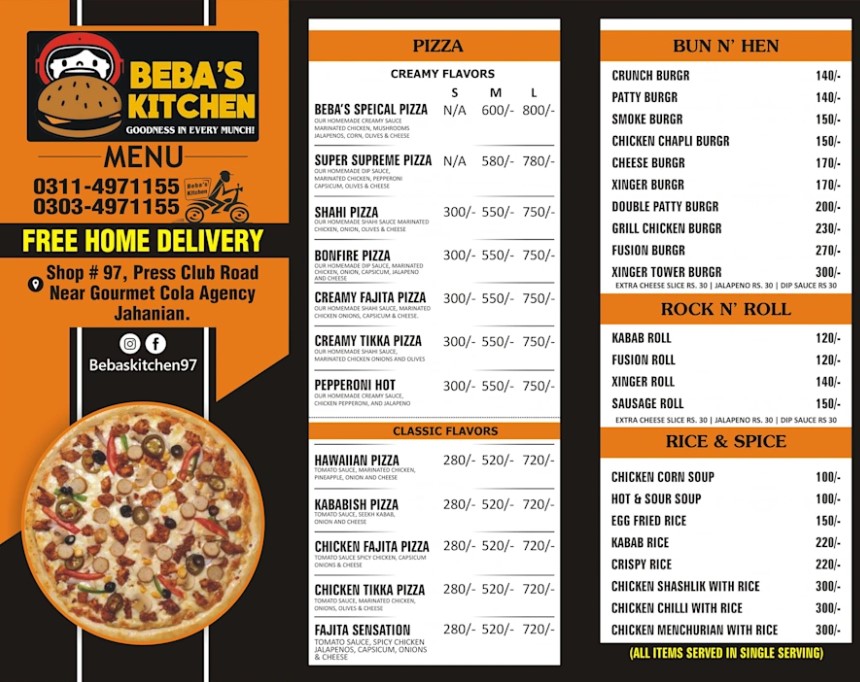 BEBA'S
KITCHEN
GOODNESS IN EVERY MUNCH!
MENU
0311-4971155
0303-4971155
Beba's
Kitchen
FREE HOME DELIVERY
Shop # 97, Press Club Road
Near Gourmet Cola Agency
Jahanian.
Bebaskitchen97
PIZZA
CREAMY FLAVORS
S M L
BEBA'S SPEICAL PIZZA N/A 600/- 800/-
OUR HOMEMADE CREAMY SAUCE
MARINATED CHICKEN, MUSHROOMS
JALAPENOS, CORN, OLIVES & CHEESE
SUPER SUPREME PIZZA N/A 580/- 780/-
OUR HOMEMADE DIP SAUCE,
MARINATED CHICKEN, PEPPERONI
CAPSICUM, OLIVES & CHEESE
SHAHI PIZZA 300/- 550/- 750/-
OUR HOMEMADE SHAHI SAUCE MARINATED
CHICKEN, ONION, OLIVES & CHEESE
BONFIRE PIZZA 300/- 550/- 750/-
OUR HOMEMADE DIP SAUCE, MARINATED
CHICKEN, ONION, CAPSICUM, JALAPENO
AND CHEESE
CREAMY FAJITA PIZZA 300/- 550/- 750/-
OUR HOMEMADE SHAHI SAUCE, MARINATED
CHICKEN ONIONS, CAPSICUM & CHEESE.
CREAMY TIKKA PIZZA 300/- 550/- 750/-
OUR HOMEMADE SHAHI SAUCE,
MARINATED CHICKEN ONIONS AND OLIVES
PEPPERONI HOT 300/- 550/- 750/-
OUR HOMEMADE CREAMY SAUCE,
CHICKEN PEPPERONI, AND JALAPENO
CLASSIC FLAVORS
HAWAIIAN PIZZA 280/- 520/- 720/-
TOMATO SAUCE, MARINATED CHICKEN,
PINEAPPLE, ONION AND CHEESE
KABABISH PIZZA 280/- 520/- 720/-
TOMATO SAUCE, SEEKH KABAB,
ONION AND CHEESE
CHICKEN FAJITA PIZZA 280/- 520/- 720/-
TOMATO SAUCE SPICY CHICKEN, CAPSICUM
ONIONS & CHEESE
CHICKEN TIKKA PIZZA 280/- 520/- 720/-
TOMATO SAUCE, MARINATED CHICKEN,
ONIONS, OLIVES & CHEESE
FAJITA SENSATION 280/- 520/- 720/-
TOMATO SAUCE, SPICY CHICKEN
JALAPENOS, CAPSICUM, ONIONS
& CHEESE
BUN N' HEN
CRUNCH BURGR 140/-
PATTY BURGR 140/-
SMOKE BURGR 150/-
CHICKEN CHAPLI BURGR 150/-
CHEESE BURGR 170/-
XINGER BURGR 170/-
DOUBLE PATTY BURGR 200/-
GRILL CHICKEN BURGR 230/-
FUSION BURGR 270/-
XINGER TOWER BURGR 300/-
EXTRA CHEESE SLICE RS. 30 | JALAPENO RS. 30 | DIP SAUCE RS 30
ROCK N' ROLL
KABAB ROLL 120/-
FUSION ROLL 120/-
XINGER ROLL 140/-
SAUSAGE ROLL 150/-
EXTRA CHEESE SLICE RS. 30 | JALAPENO RS. 30 | DIP SAUCE RS 30
RICE & SPICE
CHICKEN CORN SOUP 100/-
HOT & SOUR SOUP 100/-
EGG FRIED RICE 150/-
KABAB RICE 220/-
CRISPY RICE 220/-
CHICKEN SHASHLIK WITH RICE 300/-
CHICKEN CHILLI WITH RICE 300/-
CHICKEN MENCHURIAN WITH RICE 300/-
(ALL ITEMS SERVED IN SINGLE SERVING)